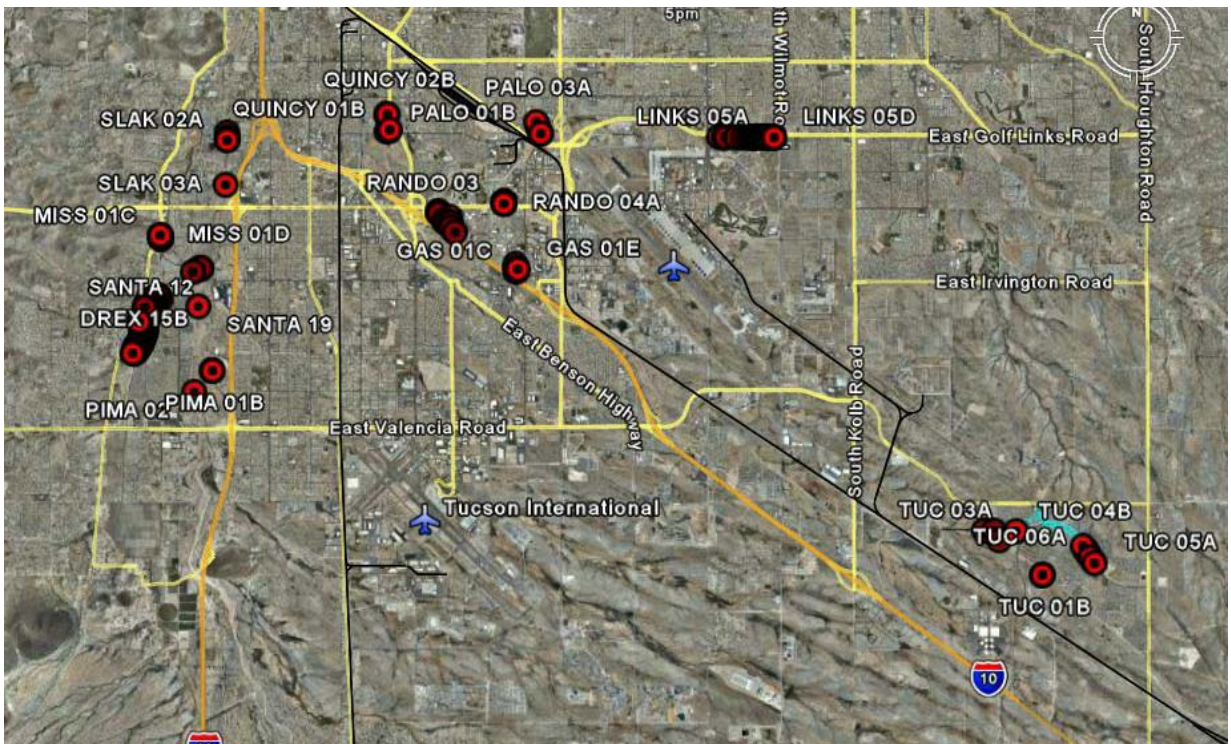 5pm
N
th Wilmot Road
South Houghton Road
QUINCY 02B
PALO 03A
SLAK 02A
QUINCY 01B
PALO 01B
LINKS 05A
LINKS 05D
East Golf Links Road
SLAK 03A
RANDO 03
RANDO 04A
MISS 01C
MISS 01D
GAS 01C
GAS 01E
SANTA 12
East Irvington Road
DREX 15B
SANTA 19
East Benson Highway
South Kolb Road
PIMA 02
PIMA 01B
East Valencia Road
Tucson International
TUC 03A
TUC 04B
TUC 06A
TUC 05A
TUC 01B
10